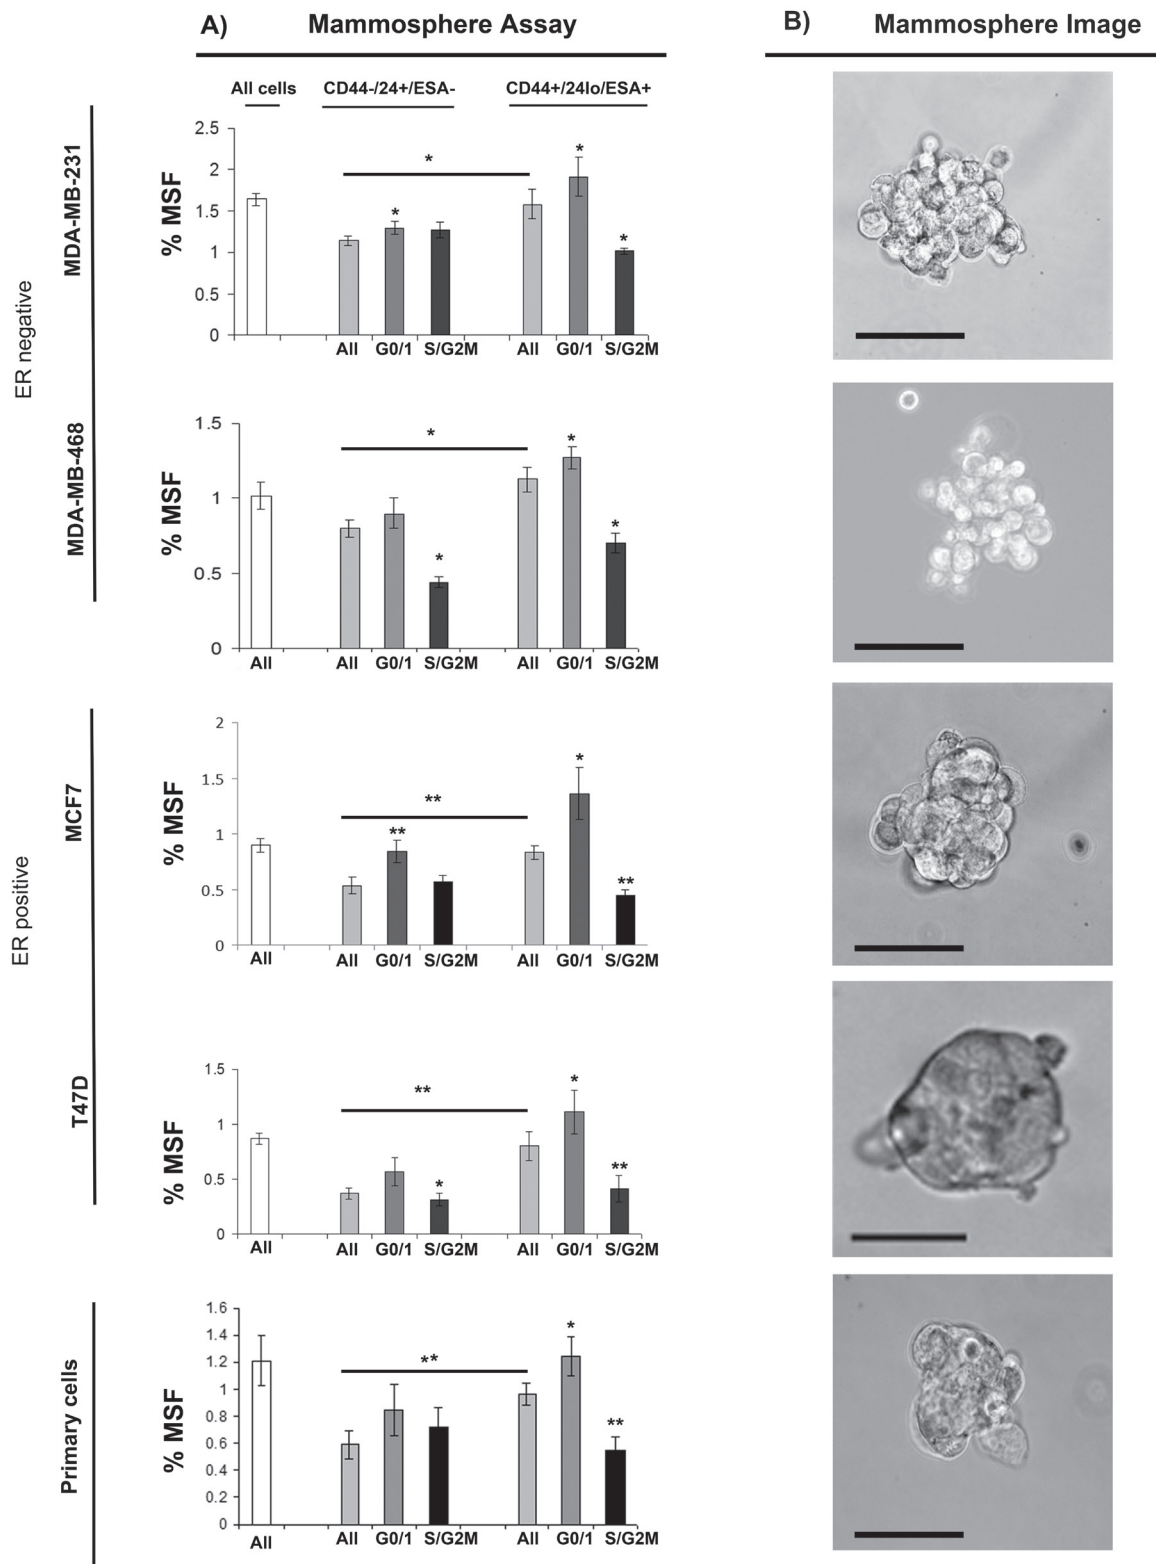 A) Mammosphere Assay
B) Mammosphere Image
All cells CD44-/24+/ESA- CD44+/24lo/ESA+
ER negative
MDA-MB-231
% MSF
2.5
2
1.5
1
0.5
0
*
*
*
*
All G0/1 S/G2M All G0/1 S/G2M
MDA-MB-468
% MSF
1.5
1
0.5
0
*
*
*
*
All All G0/1 S/G2M All G0/1 S/G2M
ER positive
MCF7
% MSF
2
1.5
1
0.5
0
**
**
*
**
All All G0/1 S/G2M All G0/1 S/G2M
T47D
% MSF
1.5
1
0.5
0
**
*
*
**
All All G0/1 S/G2M All G0/1 S/G2M
Primary cells
% MSF
1.6
1.4
1.2
1
0.8
0.6
0.4
0.2
0
**
*
**
All All G0/1 S/G2M All G0/1 S/G2M